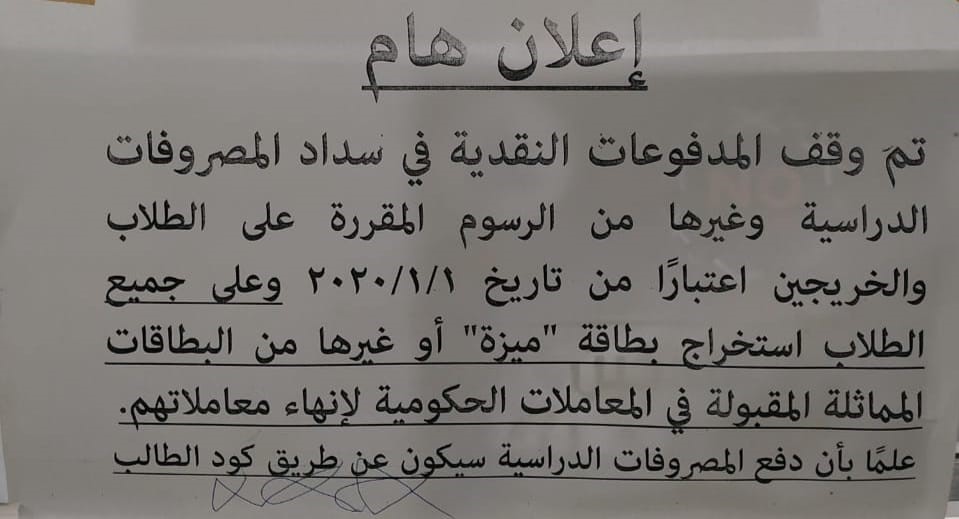 إعلان هام
تمَ وقف المدفوعات النقدية في سداد المصروفات
الدراسية وغيرها من الرسوم المقررة على الطلاب
والخريجين اعتبارًا من تاريخ ٢٠٢٠/١/١ وعلى جميع
الطلاب استخراج بطاقة "ميزة" أو غيرها من البطاقات
المماثلة المقبولة في المعاملات الحكومية لإنهاء معاملاتهم.
علمًا بأن دفع المصروفات الدراسية سيكون عن طريق كود الطالب